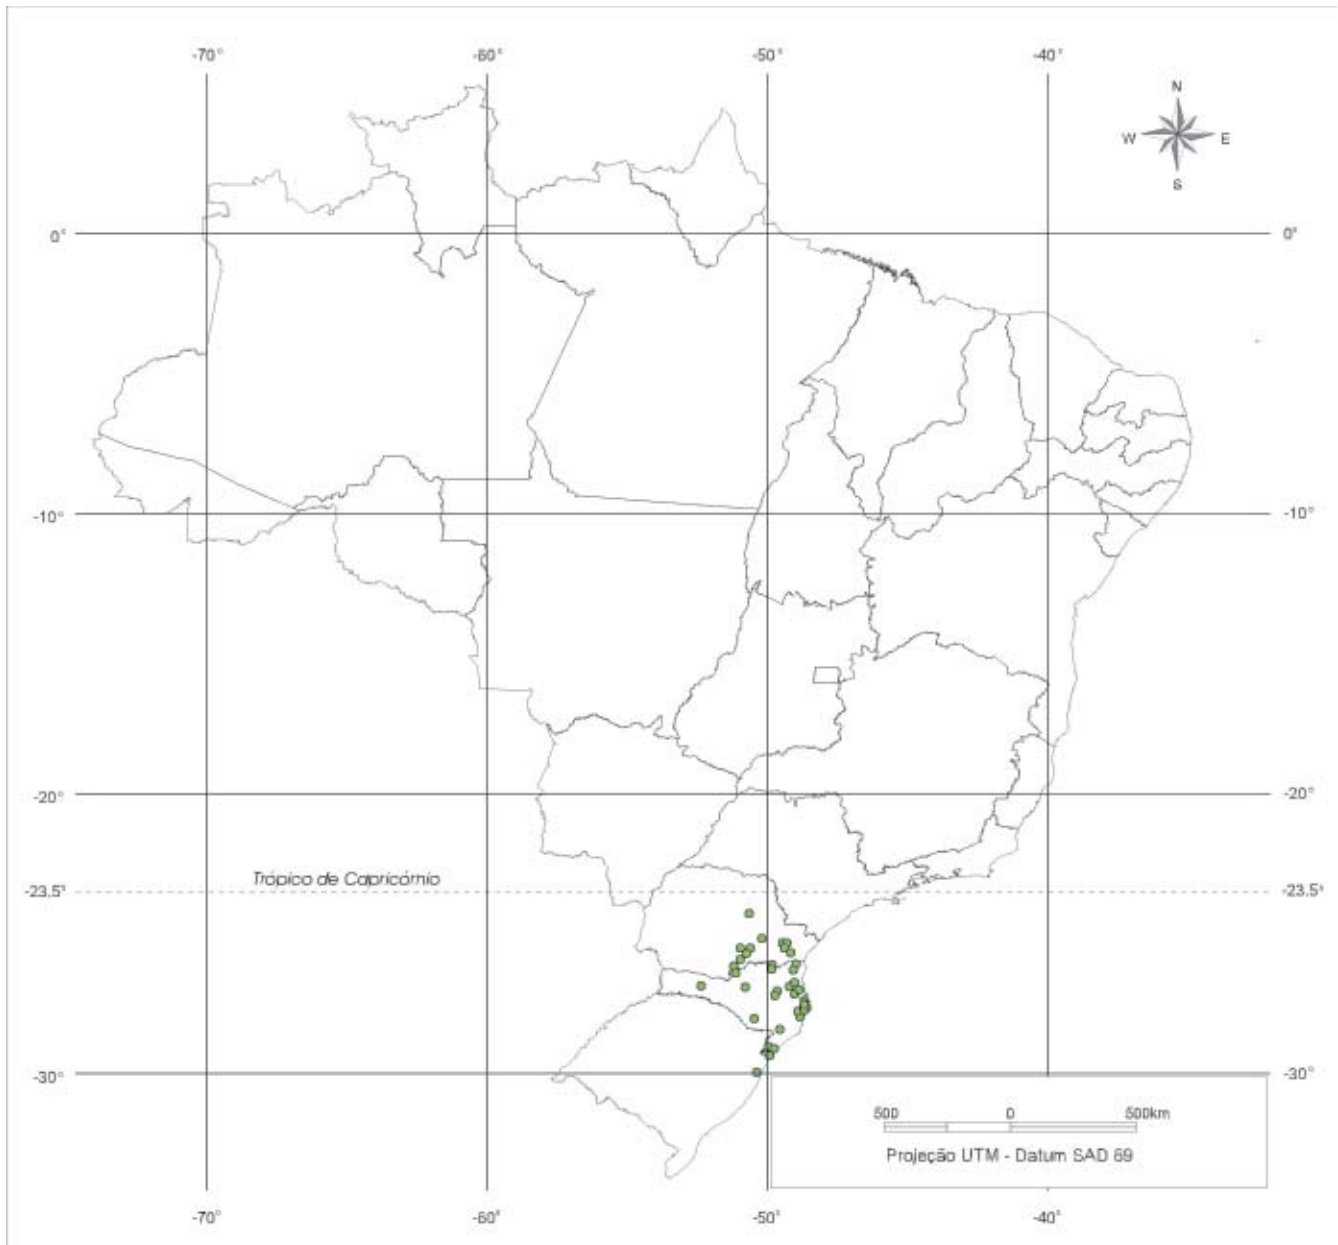 -70° -60° -50° -40°
N
W E
S
0° 0°
-10° -10°
-20° -20°
Trópico de Capricórnio
-23.5° -23.5°
-30° -30°
500 0 500km
Projeção UTM - Datum SAD 69
-70° -60° -50° -40°